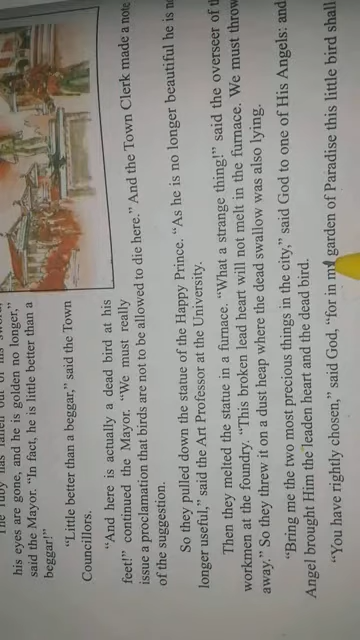 his eyes are gone, and he is golden no longer,"
said the Mayor. "In fact, he is little better than a
beggar!"
"Little better than a beggar," said the Town
Councillors.
"And here is actually a dead bird at his
feet!" continued the Mayor. "We must really
issue a proclamation that birds are not to be allowed to die here." And the Town Clerk made a note
of the suggestion.
So they pulled down the statue of the Happy Prince. "As he is no longer beautiful he is
longer useful," said the Art Professor at the University.
Then they melted the statue in a furnace. "What a strange thing!" said the overseer of
workmen at the foundry. "This broken lead heart will not melt in the furnace. We must throw
away." So they threw it on a dust heap where the dead swallow was also lying.
"Bring me the two most precious things in the city," said God to one of His Angels: and
Angel brought Him the leaden heart and the dead bird.
"You have rightly chosen," said God. "for in my garden of Paradise this little bird shall